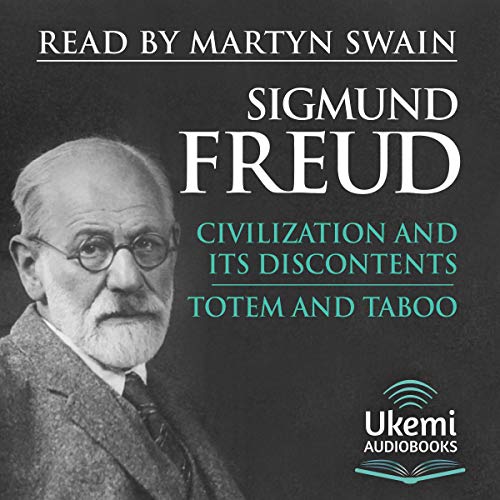 READ BY MARTYN SWAIN
SIGMUND
FREUD
CIVILIZATION AND
ITS DISCONTENTS
TOTEM AND TABOO
Ukemi
AUDIOBOOKS